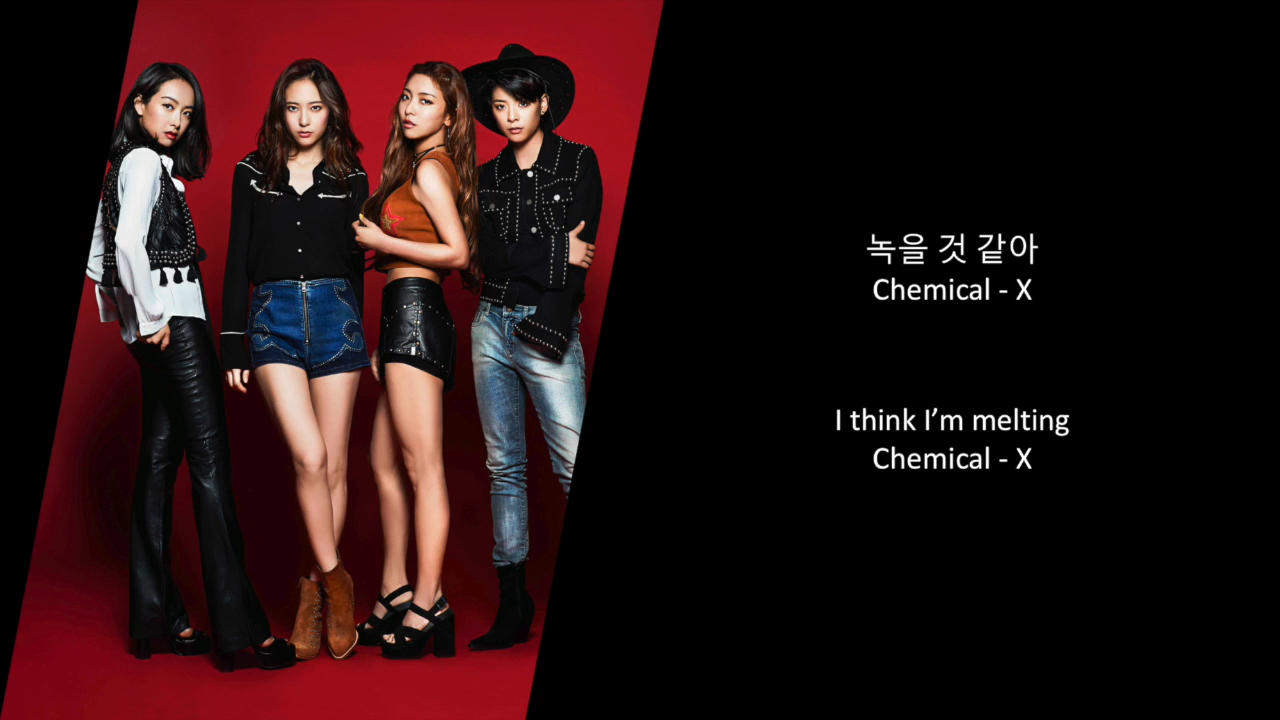 녹을 것 같아
Chemical - X
I think I’m melting
Chemical - X